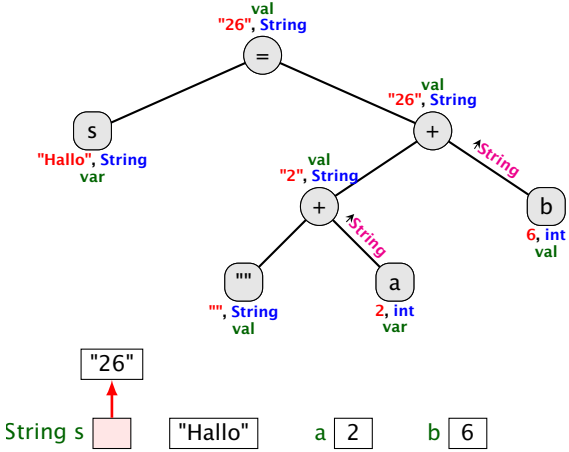 val
"26", String
=
val
"26", String
s
+
"Hallo", String
var
String
val
"2", String
+
b
String
6, int
val
""
a
"", String
val
2, int
var
"26"
String s "Hallo" a 2 b 6